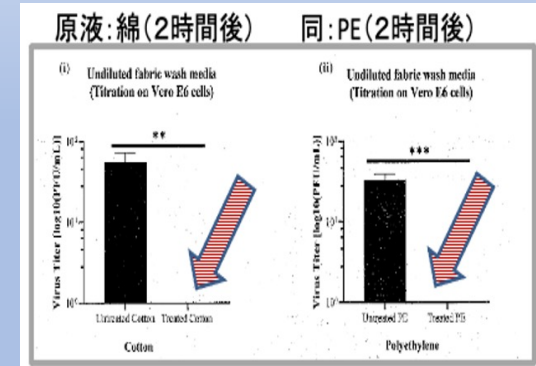 原液:綿(2時間後)
同:PE(2時間後)
(i)
Undiluted fabric wash media
(Titration on Vero E6 cells)
**
Virus Titer [log10(PFU/mL)]
Untreated Cotton Treated Cotton
Cotton
(ii)
Undiluted fabric wash media
(Titration on Vero E6 cells)
***
Virus Titer [log10(PFU/mL)]
Untreated PE Treated PE
Polyethylene